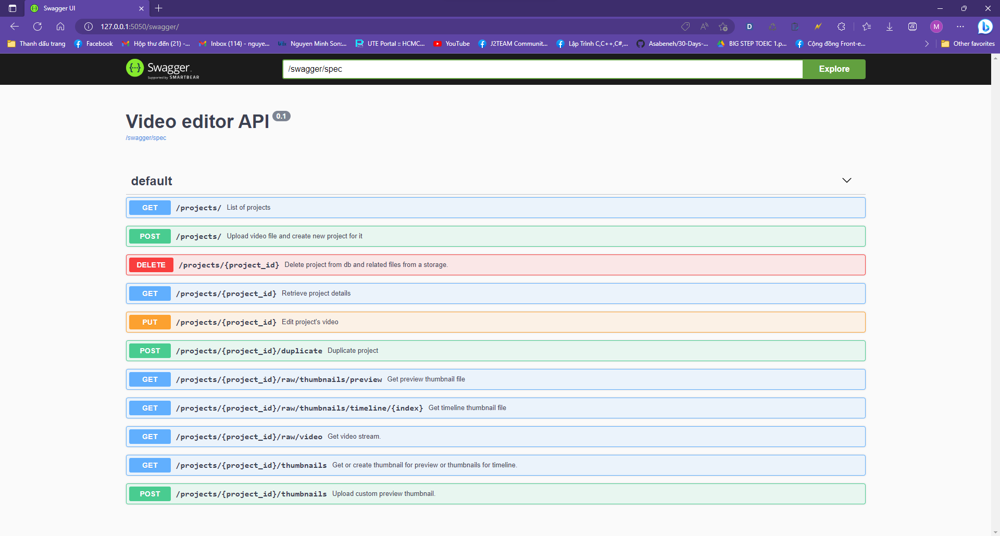 Swagger UI
127.0.0.1:5050/swagger/
D
M
Thanh dấu trang
Facebook
Hộp thư đến (21) -...
Inbox (114) - nguye...
Nguyen Minh Son:...
UTE Portal :: HCMC...
YouTube
J2TEAM Communit...
Lập Trình C,C++,C#,...
Asabeneh/30-Days-...
BIG STEP TOEIC 1.p...
Cộng đồng Front-e...
Other favorites
Swagger
Supported by SMARTBEAR
/swagger/spec
Explore
Video editor API 0.1
/swagger/spec
default
GET /projects/ List of projects
POST /projects/ Upload video file and create new project for it
DELETE /projects/{project_id} Delete project from db and related files from a storage.
GET /projects/{project_id} Retrieve project details
PUT /projects/{project_id} Edit project's video
POST /projects/{project_id}/duplicate Duplicate project
GET /projects/{project_id}/raw/thumbnails/preview Get preview thumbnail file
GET /projects/{project_id}/raw/thumbnails/timeline/{index} Get timeline thumbnail file
GET /projects/{project_id}/raw/video Get video stream.
GET /projects/{project_id}/thumbnails Get or create thumbnail for preview or thumbnails for timeline.
POST /projects/{project_id}/thumbnails Upload custom preview thumbnail.